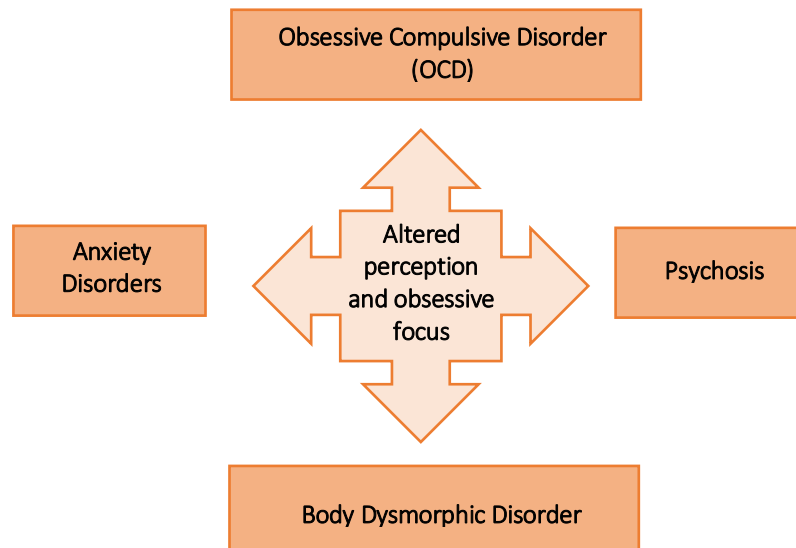 Obsessive Compulsive Disorder
(OCD)
Anxiety
Disorders
Altered
perception
and obsessive
focus
Psychosis
Body Dysmorphic Disorder